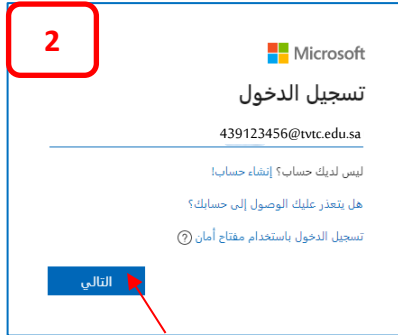 2
Microsoft
تسجيل الدخول
439123456@tvtc.edu.sa
ليس لديك حساب؟ إنشاء حساب!
هل يتعذر عليك الوصول إلى حسابك؟
تسجيل الدخول باستخدام مفتاح أمان ?
التالي